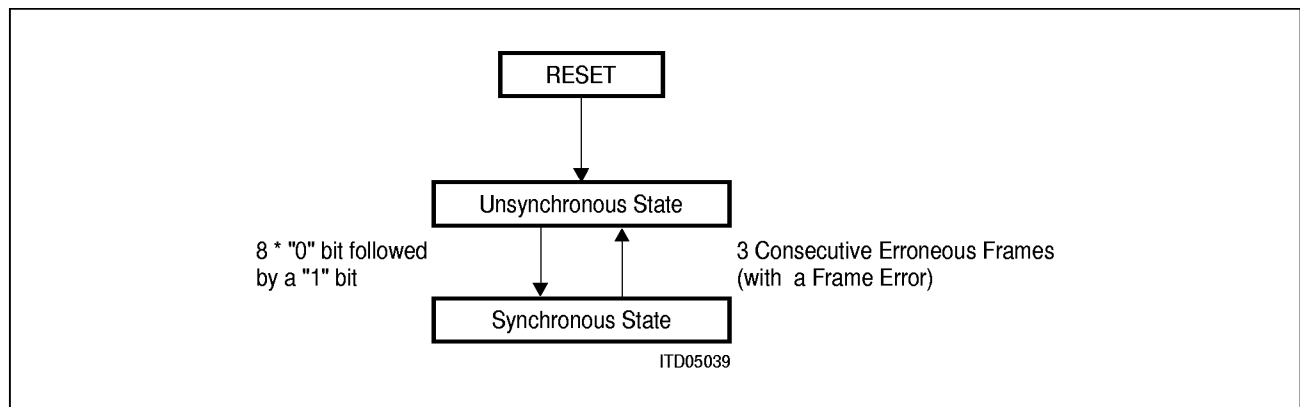 RESET
Unsynchronous State
8 * "0" bit followed
by a "1" bit
3 Consecutive Erroneous Frames
(with a Frame Error)
Synchronous State
ITD05039